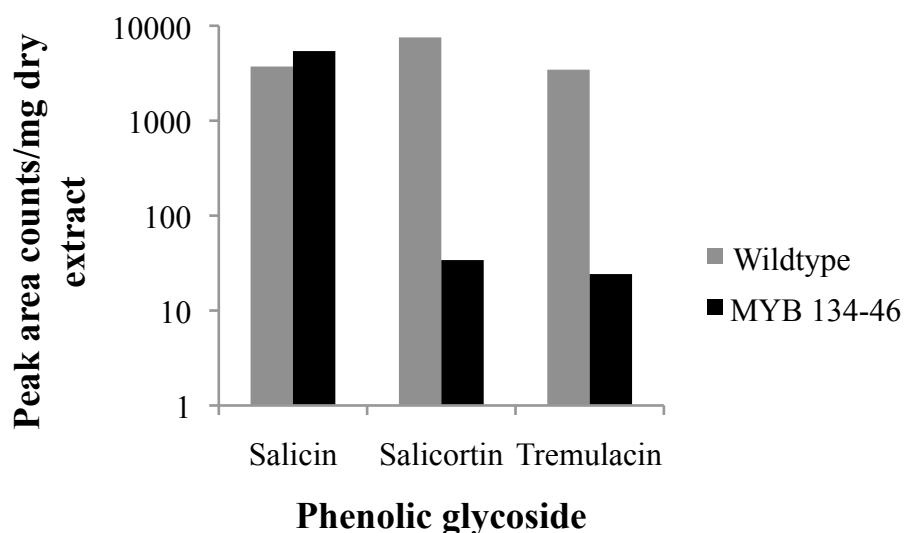 Peak area counts/mg dry
extract
10000
1000
100
10
1
Salicin Salicortin Tremulacin
Phenolic glycoside
Wildtype
MYB 134-46